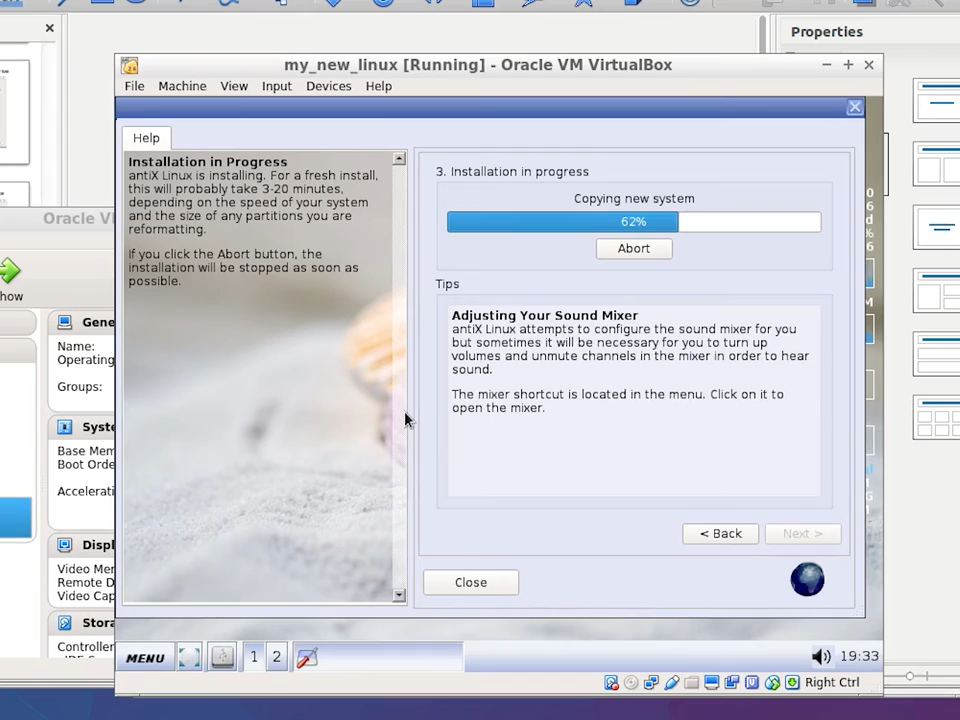 Properties
my_new_linux [Running] - Oracle VM VirtualBox
File Machine View Input Devices Help
Help
Installation in Progress
antiX Linux is installing. For a fresh install,
this will probably take 3-20 minutes,
depending on the speed of your system
and the size of any partitions you are
reformatting.
If you click the Abort button, the
installation will be stopped as soon as
possible.
3. Installation in progress
Copying new system
62%
Abort
Tips
Adjusting Your Sound Mixer
antiX Linux attempts to configure the sound mixer for you
but sometimes it will be necessary for you to turn up
volumes and unmute channels in the mixer in order to hear
sound.
The mixer shortcut is located in the menu. Click on it to
open the mixer.
< Back
Next >
Close
MENU
1
2
19:33
Right Ctrl
Oracle V
how
Gene
Name:
Operating
Groups:
Syst
Base Mem
Boot Orde
Accelerati
Displ
Video Mem
Remote D
Video Cap
Stora
Controller